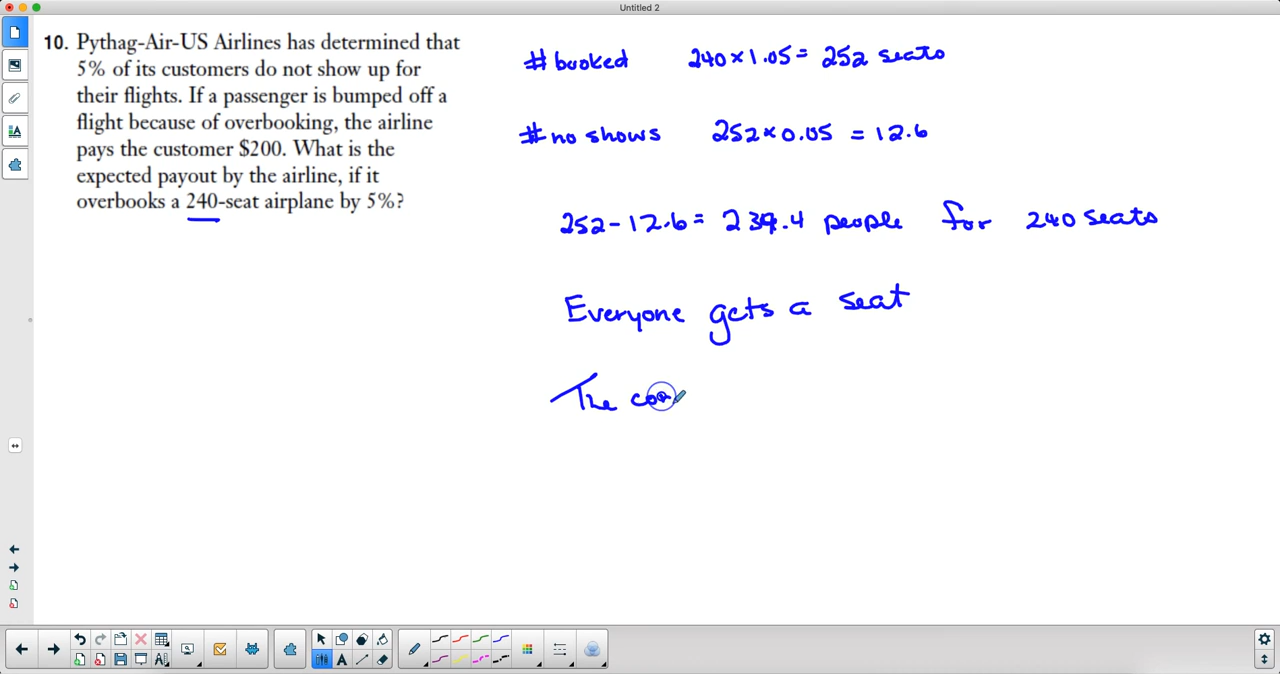 Untitled 2
10. Pythag-Air-US Airlines has determined that
5% of its customers do not show up for
their flights. If a passenger is bumped off a
flight because of overbooking, the airline
pays the customer $200. What is the
expected payout by the airline, if it
overbooks a 240-seat airplane by 5%?
#booked 240×1.05= 252 seats
#no shows 252×0.05 = 12.6
252-12.6= 239.4 people for 240 seats
Everyone gets a seat
The com